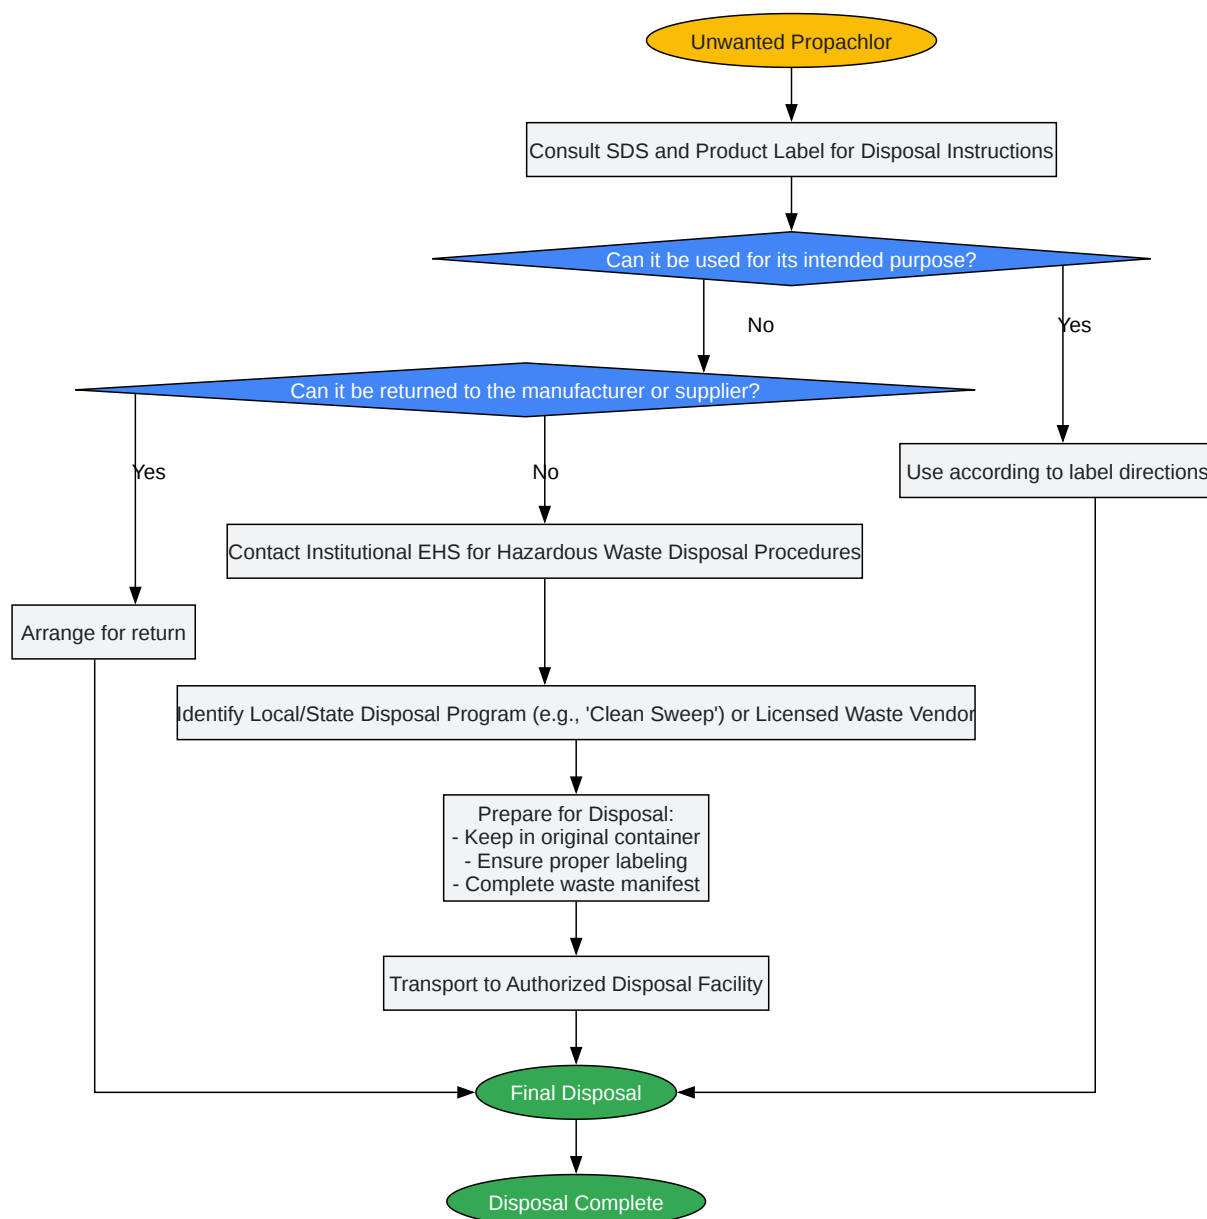 Unwanted Propachlor
Consult SDS and Product Label for Disposal Instructions
Can it be used for its intended purpose?
No
Yes
Can it be returned to the manufacturer or supplier?
Yes
No
Use according to label directions
Contact Institutional EHS for Hazardous Waste Disposal Procedures
Arrange for return
Identify Local/State Disposal Program (e.g., 'Clean Sweep') or Licensed Waste Vendor
Prepare for Disposal:
- Keep in original container
- Ensure proper labeling
- Complete waste manifest
Transport to Authorized Disposal Facility
Final Disposal
Disposal Complete